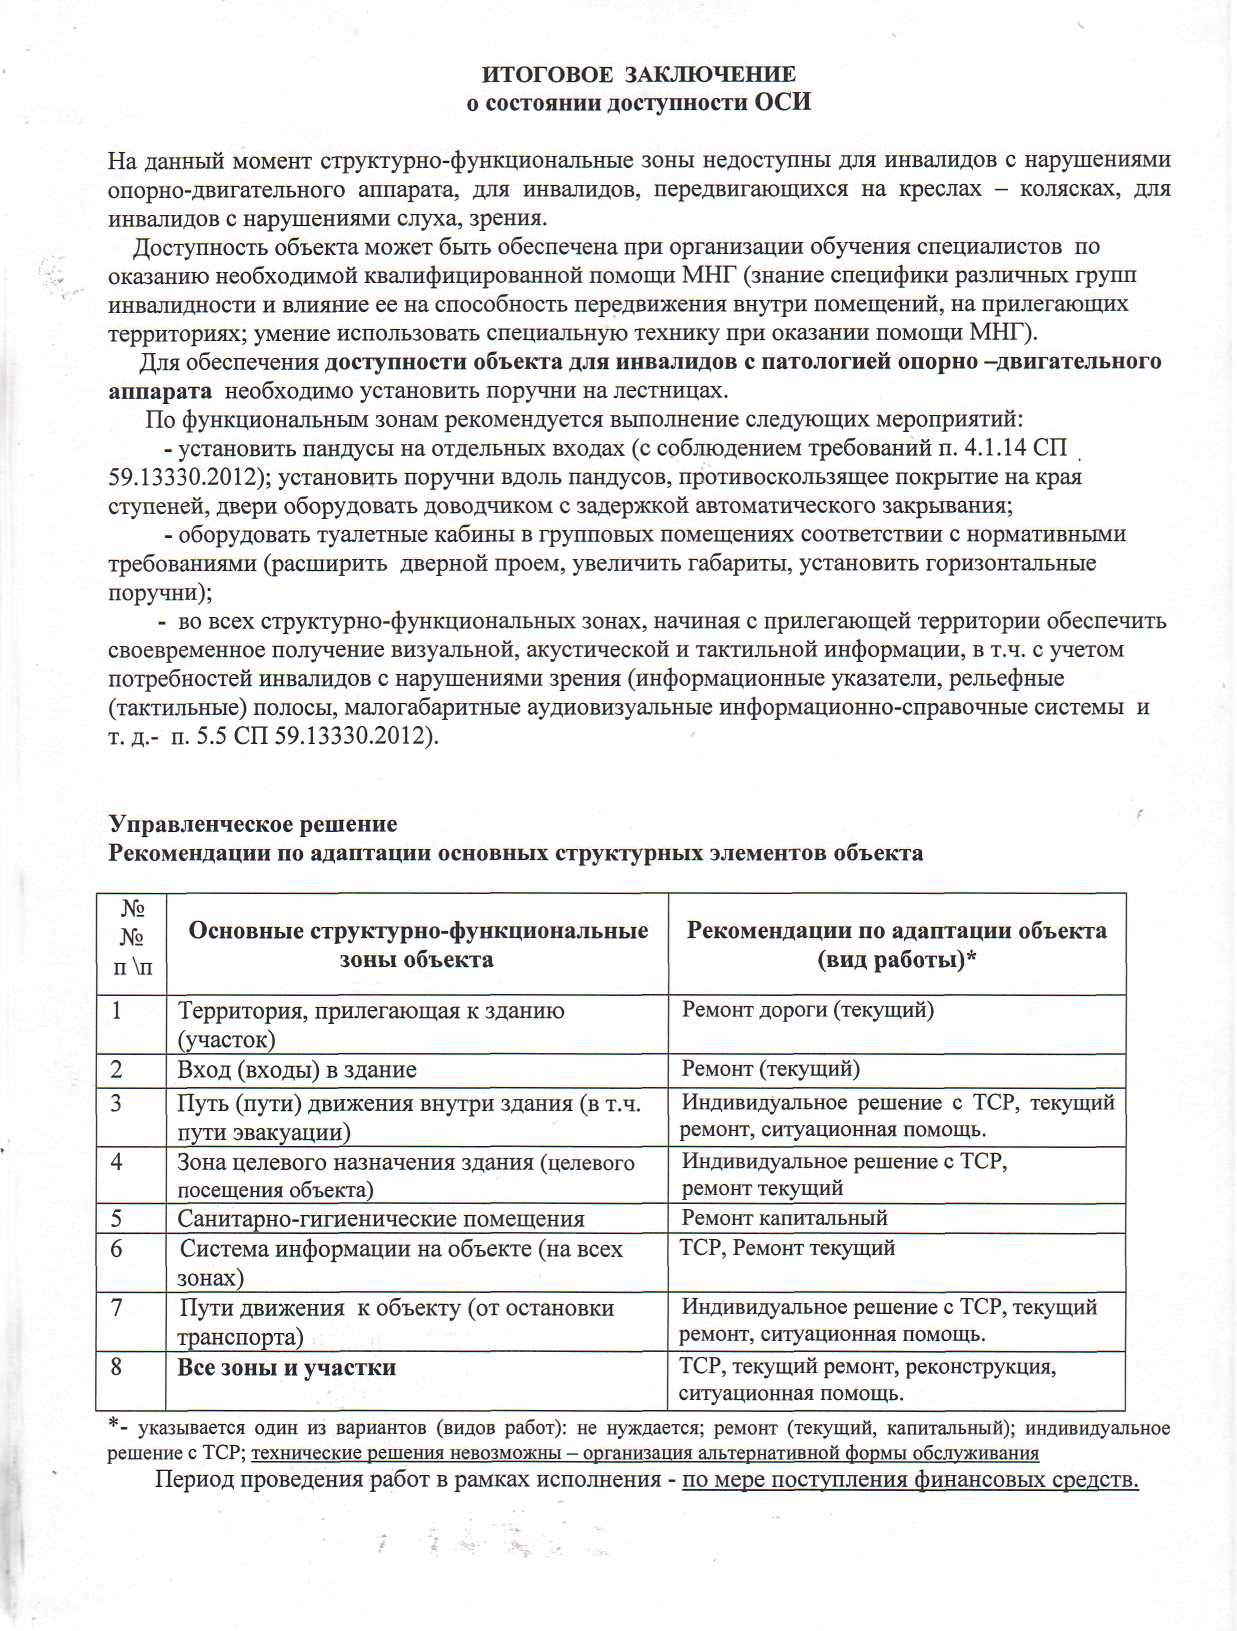 ИТОГОВОЕ ЗАКЛЮЧЕНИЕ
о состоянии доступности ОСИ
На данный момент структурно-функциональные зоны недоступны для инвалидов с нарушениями
опорно-двигательного аппарата, для инвалидов, передвигающихся на креслах – колясках, для
инвалидов с нарушениями слуха, зрения.
Доступность объекта может быть обеспечена при организации обучения специалистов по
оказанию необходимой квалифицированной помощи МНГ (знание специфики различных групп
инвалидности и влияние ее на способность передвижения внутри помещений, на прилегающих
территориях; умение использовать специальную технику при оказании помощи МНГ).
Для обеспечения доступности объекта для инвалидов с патологией опорно –двигательного
аппарата необходимо установить поручни на лестницах.
По функциональным зонам рекомендуется выполнение следующих мероприятий:
- установить пандусы на отдельных входах (с соблюдением требований п. 4.1.14 СП
59.13330.2012); установить поручни вдоль пандусов, противоскользящее покрытие на края
ступеней, двери оборудовать доводчиком с задержкой автоматического закрывания;
- оборудовать туалетные кабины в групповых помещениях соответствии с нормативными
требованиями (расширить дверной проем, увеличить габариты, установить горизонтальные
поручни);
- во всех структурно-функциональных зонах, начиная с прилегающей территории обеспечить
своевременное получение визуальной, акустической и тактильной информации, в т.ч. с учетом
потребностей инвалидов с нарушениями зрения (информационные указатели, рельефные
(тактильные) полосы, малогабаритные аудиовизуальные информационно-справочные системы и
т. д.- п. 5.5 СП 59.13330.2012).
Управленческое решение
Рекомендации по адаптации основных структурных элементов объекта
№
№
п \п
Основные структурно-функциональные
зоны объекта
Рекомендации по адаптации объекта
(вид работы)*
1
Территория, прилегающая к зданию
(участок)
Ремонт дороги (текущий)
2
Вход (входы) в здание
Ремонт (текущий)
3
Путь (пути) движения внутри здания (в т.ч.
пути эвакуации)
Индивидуальное решение с ТСР, текущий
ремонт, ситуационная помощь.
4
Зона целевого назначения здания (целевого
посещения объекта)
Индивидуальное решение с ТСР,
ремонт текущий
5
Санитарно-гигиенические помещения
Ремонт капитальный
6
Система информации на объекте (на всех
зонах)
ТСР, Ремонт текущий
7
Пути движения к объекту (от остановки
транспорта)
Индивидуальное решение с ТСР, текущий
ремонт, ситуационная помощь.
8
Все зоны и участки
ТСР, текущий ремонт, реконструкция,
ситуационная помощь.
*- указывается один из вариантов (видов работ): не нуждается; ремонт (текущий, капитальный); индивидуальное
решение с ТСР; технические решения невозможны – организация альтернативной формы обслуживания
Период проведения работ в рамках исполнения - по мере поступления финансовых средств.